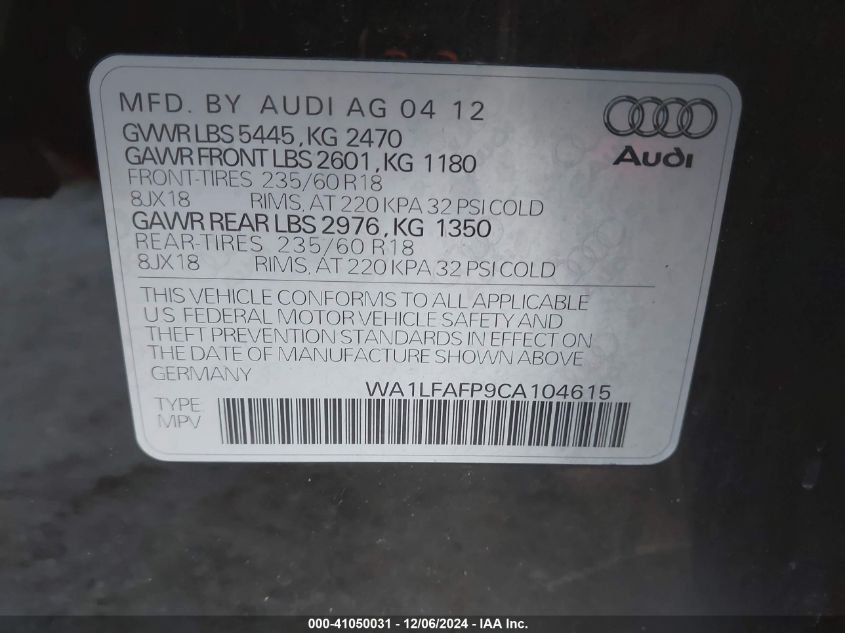 MFD. BY AUDI AG 04 12
GVWR LBS 5445, KG 2470
GAWR FRONT LBS 2601, KG 1180
FRONT-TIRES 235/60 R18
8JX18 RIMS, AT 220 KPA 32 PSI COLD
GAWR REAR LBS 2976, KG 1350
REAR-TIRES 235/60 R18
8JX18 RIMS, AT 220 KPA 32 PSI COLD
Audi
THIS VEHICLE CONFORMS TO ALL APPLICABLE
U.S. FEDERAL MOTOR VEHICLE SAFETY AND
THEFT PREVENTION STANDARDS IN EFFECT ON
THE DATE OF MANUFACTURE SHOWN ABOVE
GERMANY
WA1LFAFP9CA104615
TYPE:
MPV
000-41050031 - 12/06/2024 - IAA Inc.